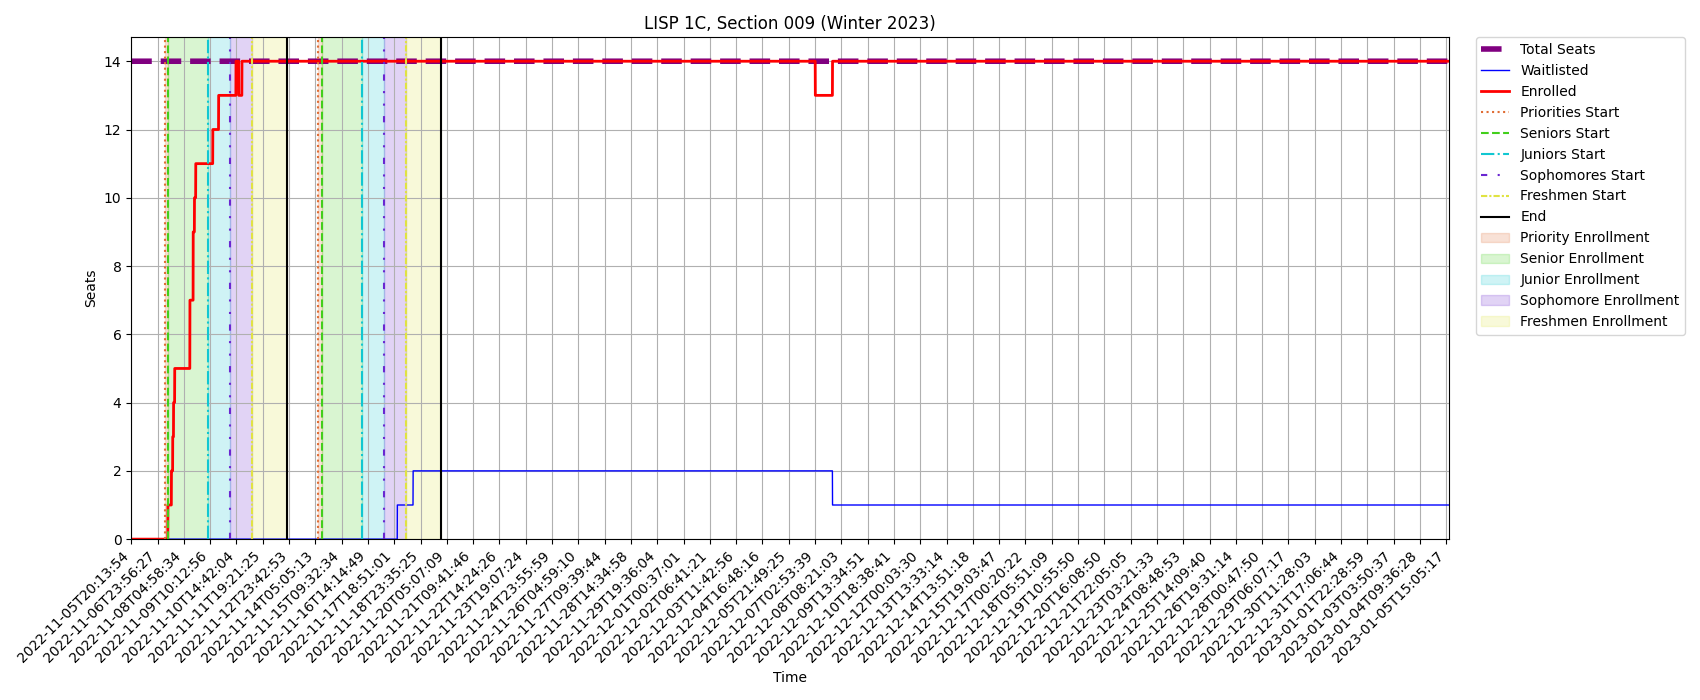 LISP 1C, Section 009 (Winter 2023)
Seats
14
12
10
8
6
4
2
0
2022-11-05T20:13:54
2022-11-06T23:56:27
2022-11-08T04:58:34
2022-11-09T10:12:56
2022-11-10T14:42:04
2022-11-11T19:21:25
2022-11-12T23:42:53
2022-11-14T05:05:13
2022-11-15T09:32:34
2022-11-16T14:14:49
2022-11-17T18:51:01
2022-11-18T23:35:25
2022-11-20T05:07:09
2022-11-21T09:41:46
2022-11-22T14:24:26
2022-11-23T19:07:24
2022-11-24T23:55:59
2022-11-26T04:59:10
2022-11-27T09:39:44
2022-11-28T14:34:58
2022-11-29T19:36:04
2022-12-01T00:37:01
2022-12-02T06:41:21
2022-12-03T11:42:56
2022-12-04T16:48:16
2022-12-05T21:49:25
2022-12-07T02:53:39
2022-12-08T08:21:03
2022-12-09T13:34:51
2022-12-10T18:38:41
2022-12-12T00:03:30
2022-12-13T13:33:14
2022-12-14T13:51:18
2022-12-15T19:03:47
2022-12-17T00:20:22
2022-12-18T05:51:09
2022-12-19T10:55:50
2022-12-20T16:08:50
2022-12-21T22:05:05
2022-12-23T03:21:33
2022-12-24T08:48:53
2022-12-25T14:09:40
2022-12-26T19:31:14
2022-12-28T00:47:50
2022-12-29T06:07:17
2022-12-30T11:28:03
2022-12-31T17:06:44
2023-01-01T22:28:59
2023-01-03T03:50:37
2023-01-04T09:36:28
2023-01-05T15:05:17
Time
Total Seats
Waitlisted
Enrolled
Priorities Start
Seniors Start
Juniors Start
Sophomores Start
Freshmen Start
End
Priority Enrollment
Senior Enrollment
Junior Enrollment
Sophomore Enrollment
Freshmen Enrollment